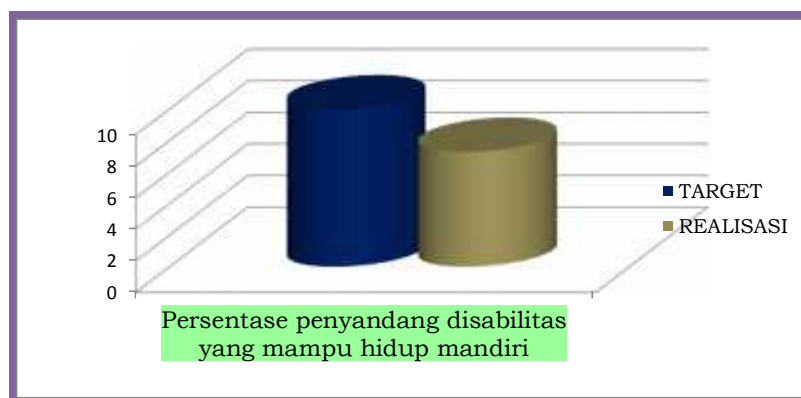 10
8
6
4
2
0
TARGET
REALISASI
Persentase penyandang disabilitas
yang mampu hidup mandiri